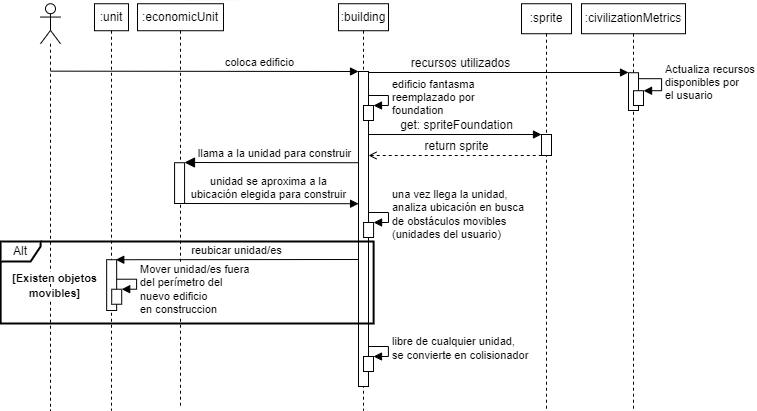 :unit
:economicUnit
:building
:sprite
:civilizationMetrics
coloca edificio
recursos utilizados
Actualiza recursos
disponibles por
el usuario
edificio fantasma
reemplazado por
foundation
get: spriteFoundation
return sprite
llama a la unidad para construir
unidad se aproxima a la
ubicación elegida para construir
una vez llega la unidad,
analiza ubicación en busca
de obstáculos movibles
(unidades del usuario)
Alt
reubicar unidad/es
[Existen objetos
movibles]
Mover unidad/es fuera
del perímetro del
nuevo edificio
en construccion
libre de cualquier unidad,
se convierte en colisionador